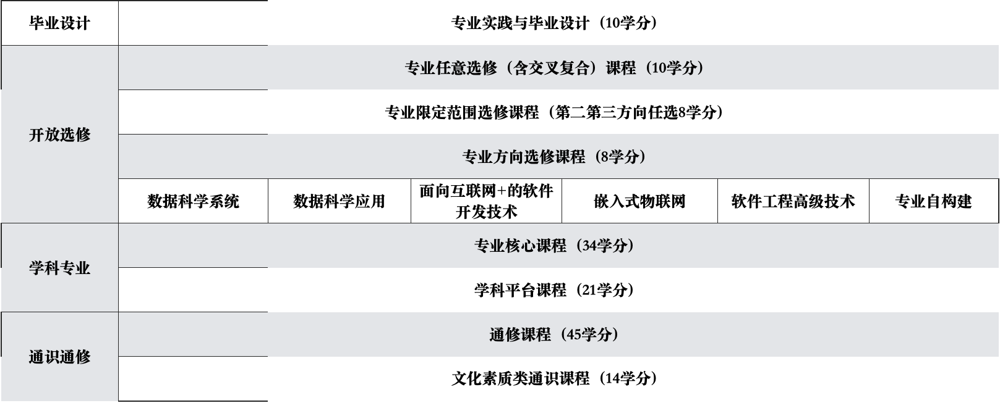 毕业设计
专业实践与毕业设计（10学分）
开放选修
专业任意选修（含交叉复合）课程（10学分）
专业限定范围选修课程（第二第三方向任选8学分）
专业方向选修课程（8学分）
数据科学系统
数据科学应用
面向互联网+的软件
开发技术
嵌入式物联网
软件工程高级技术
专业自构建
学科专业
专业核心课程（34学分）
学科平台课程（21学分）
通识通修
通修课程（45学分）
文化素质类通识课程（14学分）